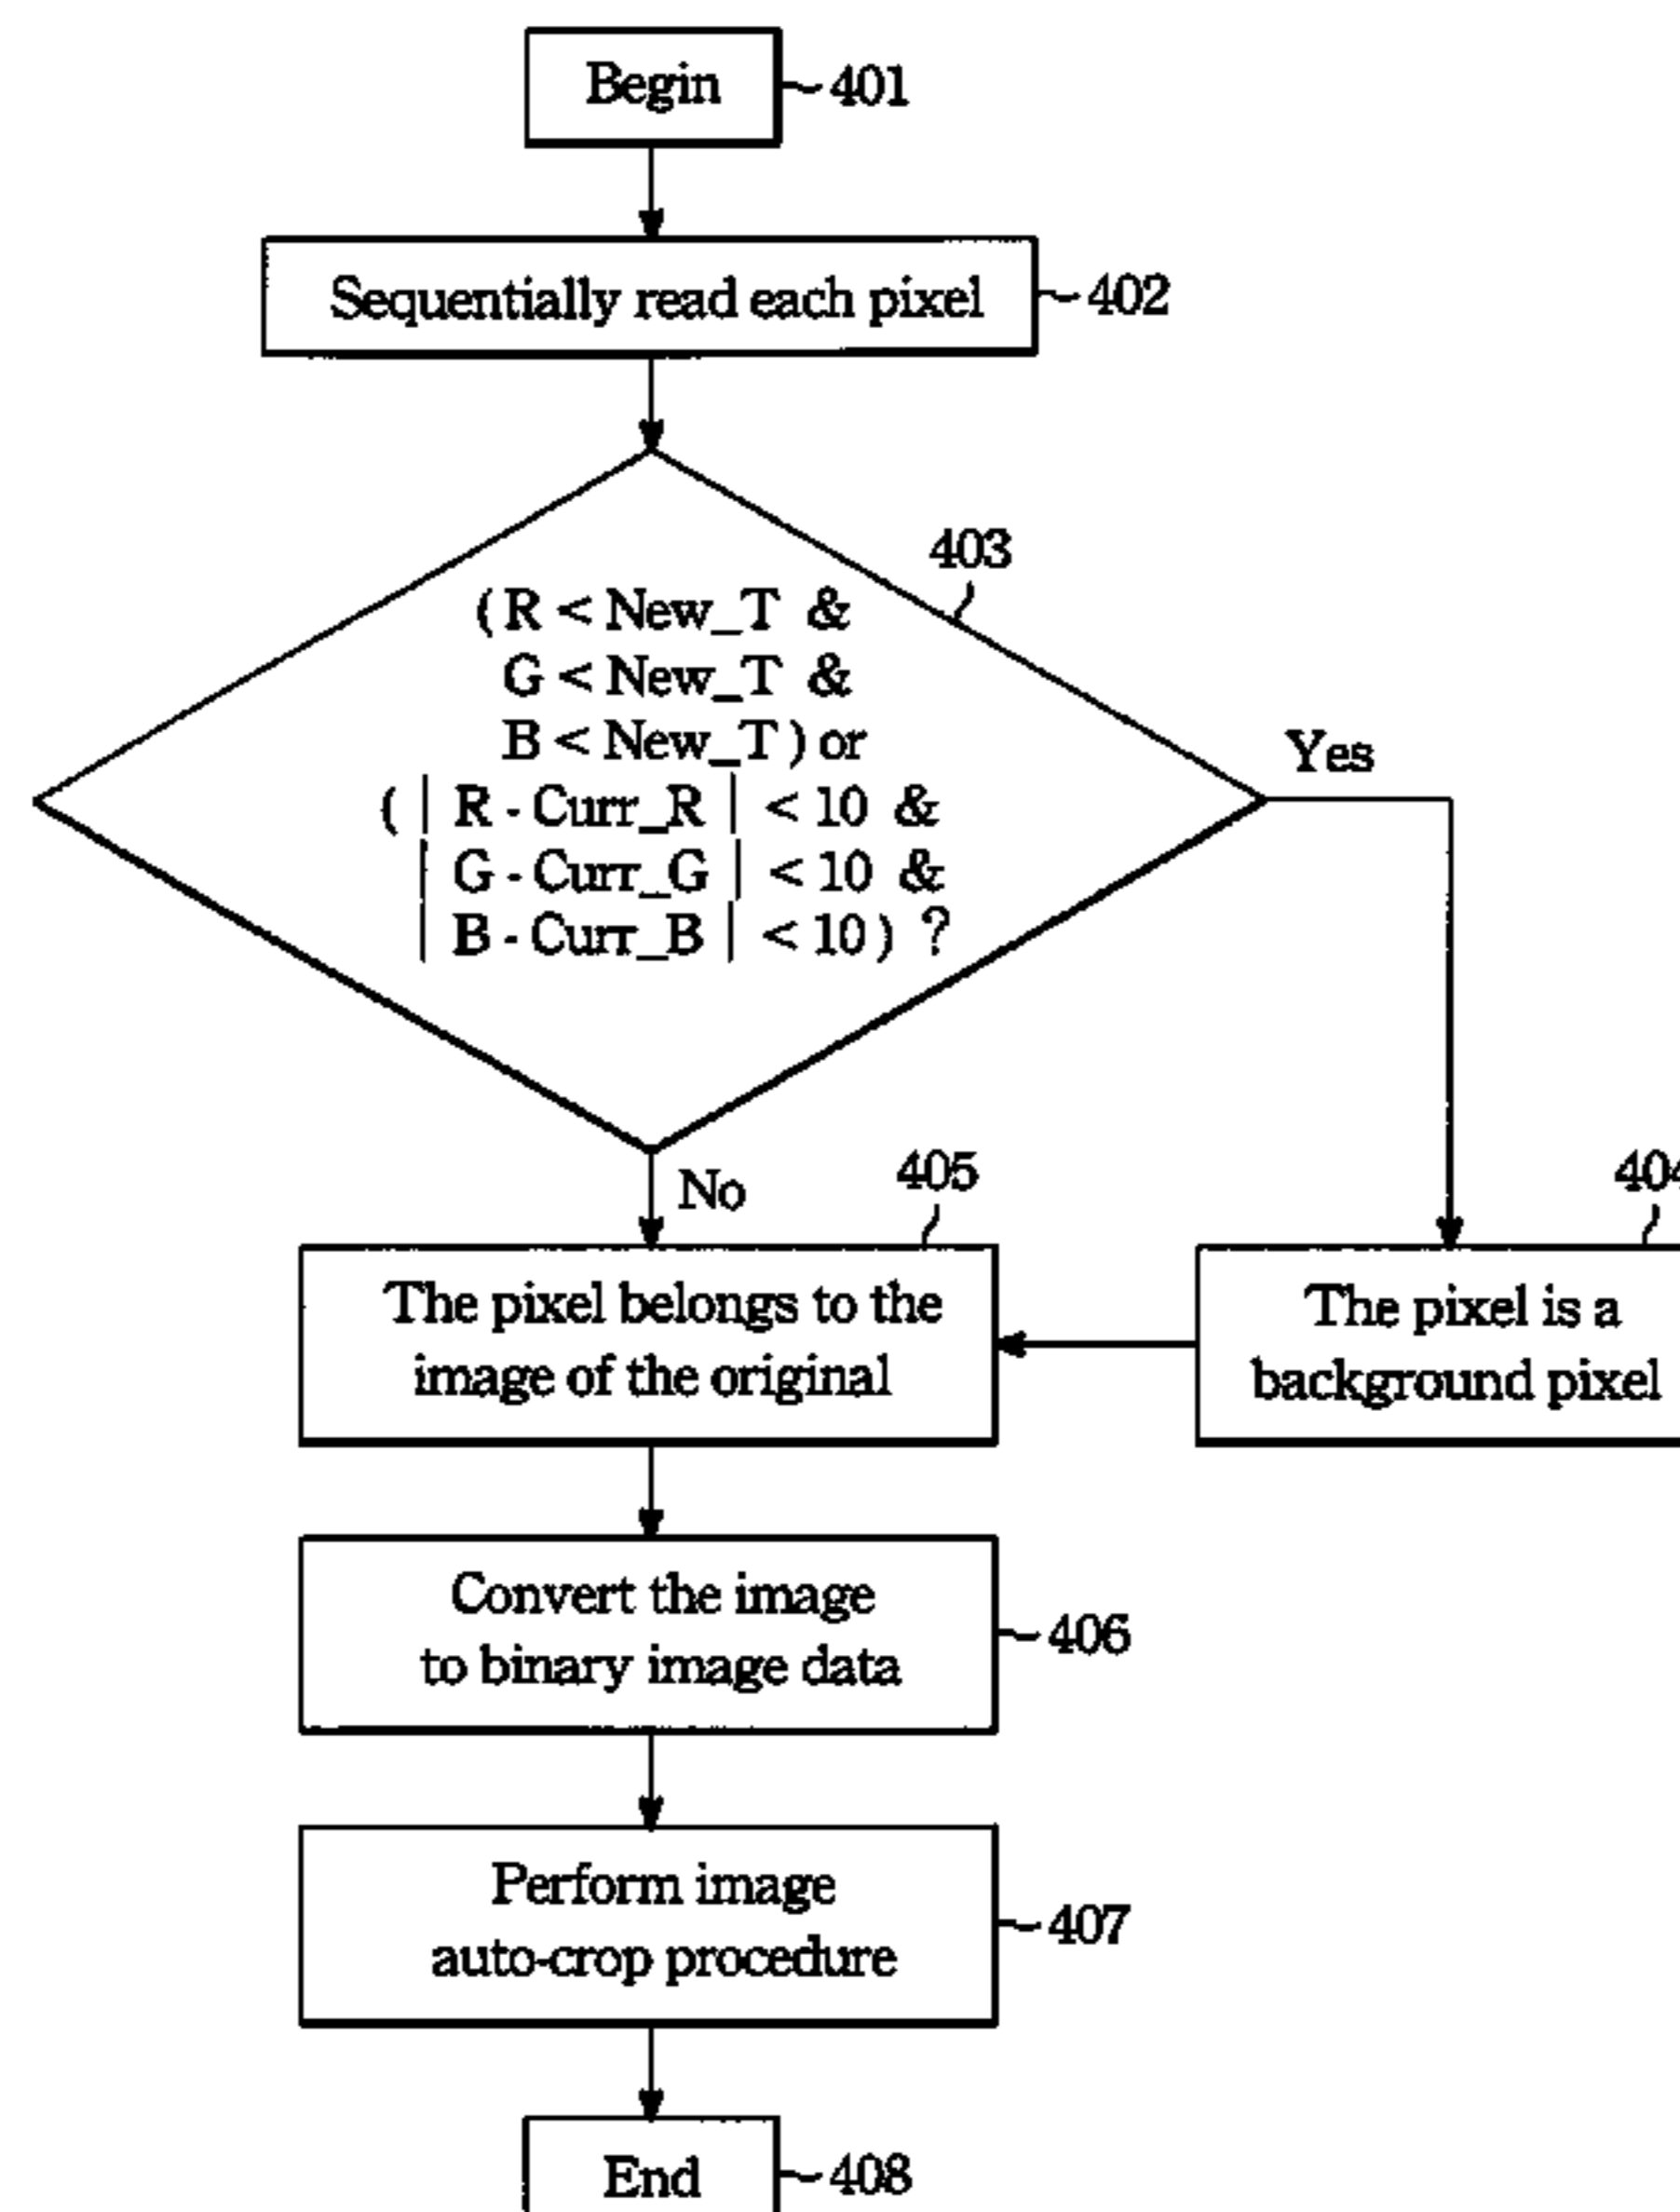 Begin
401
Sequentially read each pixel
402
403
( R < New_T &
G < New_T &
B < New_T ) or
( | R - Curr_R | < 10 &
| G - Curr_G | < 10 &
| B - Curr_B | < 10 ) ?
Yes
No
405
404
The pixel belongs to the
image of the original
The pixel is a
background pixel
Convert the image
to binary image data
406
Perform image
auto-crop procedure
407
End
408